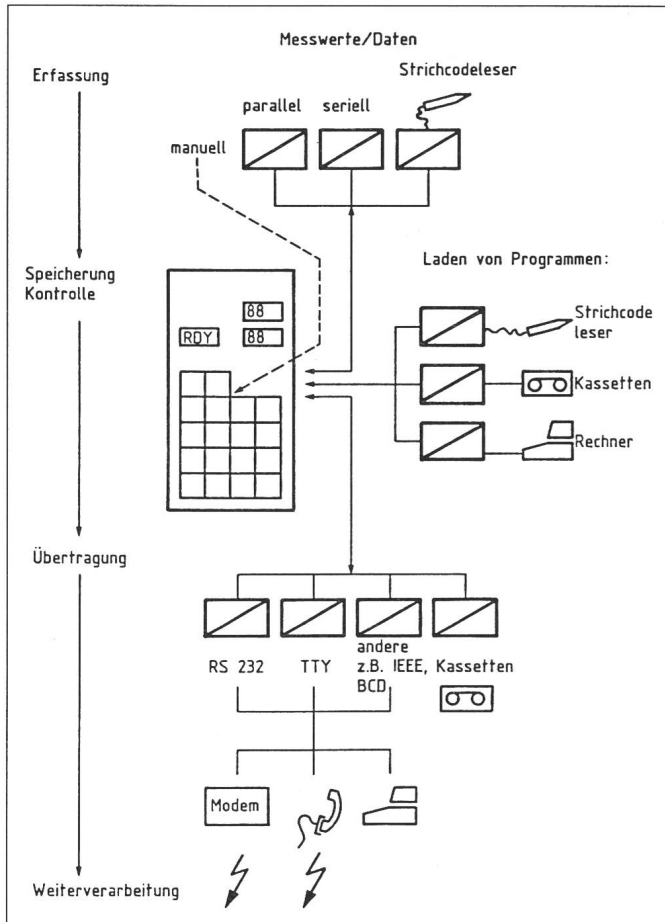 Messwerte/Daten
Erfassung
Strichcodeleser
parallel seriell
manuell
Speicherung
Kontrolle
Laden von Programmen:
88
RDY 88
Strichcode
leser
Kassetten
Rechner
Übertragung
RS 232 TTY andere
z.B. IEEE, Kassetten
BCD
Modem
Weiterverarbeitung